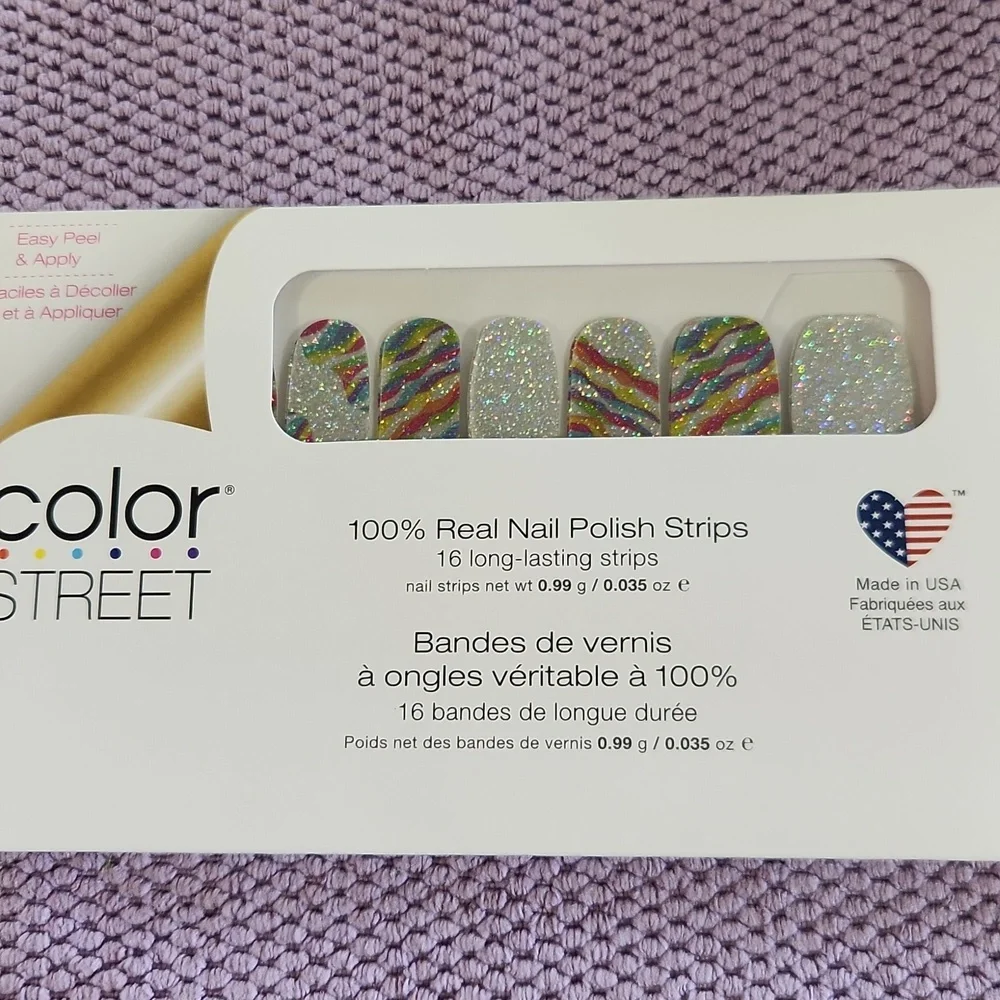 Easy Peel
& Apply
aciles à Décoller
et à Appliquer
color®
STREET
100% Real Nail Polish Strips
16 long-lasting strips
nail strips net wt 0.99 g / 0.035 oz ℮
Bandes de vernis
à ongles véritable à 100%
16 bandes de longue durée
Poids net des bandes de vernis 0.99 g / 0.035 oz ℮
™
Made in USA
Fabriquées aux
ÉTATS-UNIS